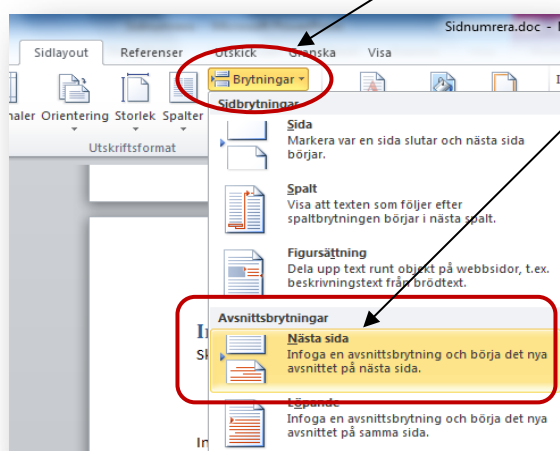 Sidnumrera.doc -
Sidlayout Referenser Utskick Granska Visa
Brytningar
Orientering Storlek Spalter
Utskriftsformat
Sidbrytningar
Sida
Markera var en sida slutar och nästa sida
börjar.
Spalt
Visa att texten som följer efter
spaltbrytningen börjar i nästa spalt.
Figursättning
Dela upp text runt objekt på webbsidor, t.ex.
beskrivningstext från brödtext.
Avsnittsbrytningar
Nästa sida
Infoga en avsnittsbrytning och börja det nya
avsnittet på nästa sida.
Löpande
Infoga en avsnittsbrytning och börja det nya
avsnittet på samma sida.